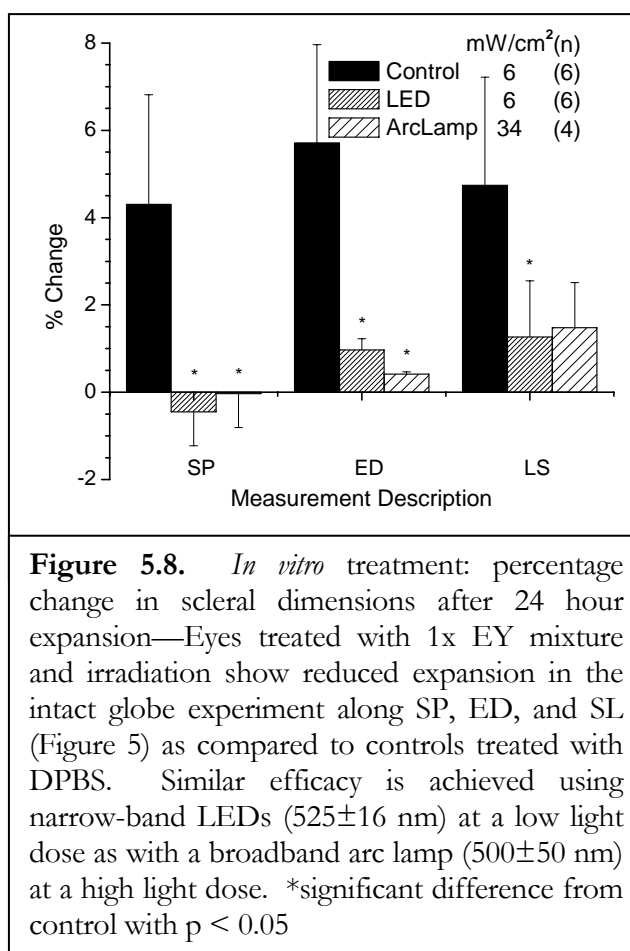 mW/cm²(n)
Control 6 (6)
LED 6 (6)
ArcLamp 34 (4)
8
6
4
2
0
-2
% Change
* * * * *
SP ED LS
Measurement Description
Figure 5.8. In vitro treatment: percentage
change in scleral dimensions after 24 hour
expansion—Eyes treated with 1x EY mixture
and irradiation show reduced expansion in the
intact globe experiment along SP, ED, and SL
(Figure 5) as compared to controls treated with
DPBS. Similar efficacy is achieved using
narrow-band LEDs (525±16 nm) at a low light
dose as with a broadband arc lamp (500±50 nm)
at a high light dose. *significant difference from
control with p < 0.05